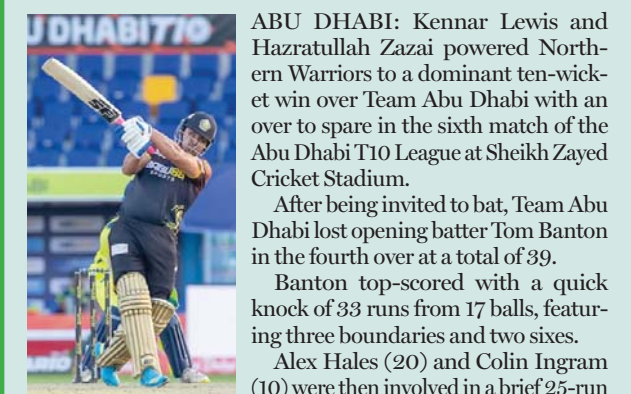 U DHABI T10
SS
SPORTS
ABU DHABI: Kennar Lewis and
Hazratullah Zazai powered North-
ern Warriors to a dominant ten-wick-
et win over Team Abu Dhabi with an
over to spare in the sixth match of the
Abu Dhabi T10 League at Sheikh Zayed
Cricket Stadium.
After being invited to bat, Team Abu
Dhabi lost opening batter Tom Banton
in the fourth over at a total of 39.
Banton top-scored with a quick
knock of 33 runs from 17 balls, featur-
ing three boundaries and two sixes.
Alex Hales (20) and Colin Ingram
(10) were then involved in a brief 25-run